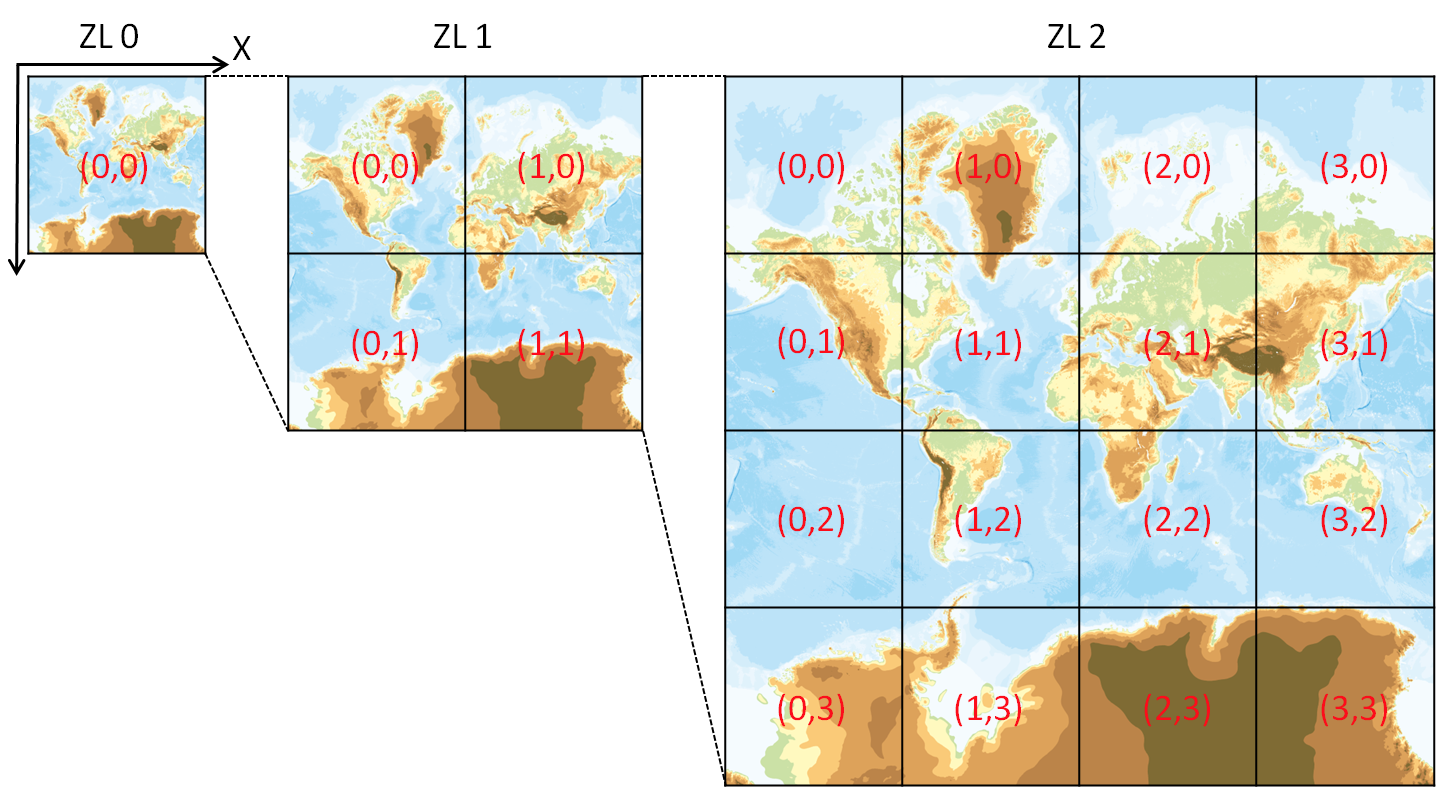 ZL 0
X
(0,0)
ZL 1
(0,0) (1,0)
(0,1) (1,1)
ZL 2
(0,0) (1,0) (2,0) (3,0)
(0,1) (1,1) (2,1) (3,1)
(0,2) (1,2) (2,2) (3,2)
(0,3) (1,3) (2,3) (3,3)